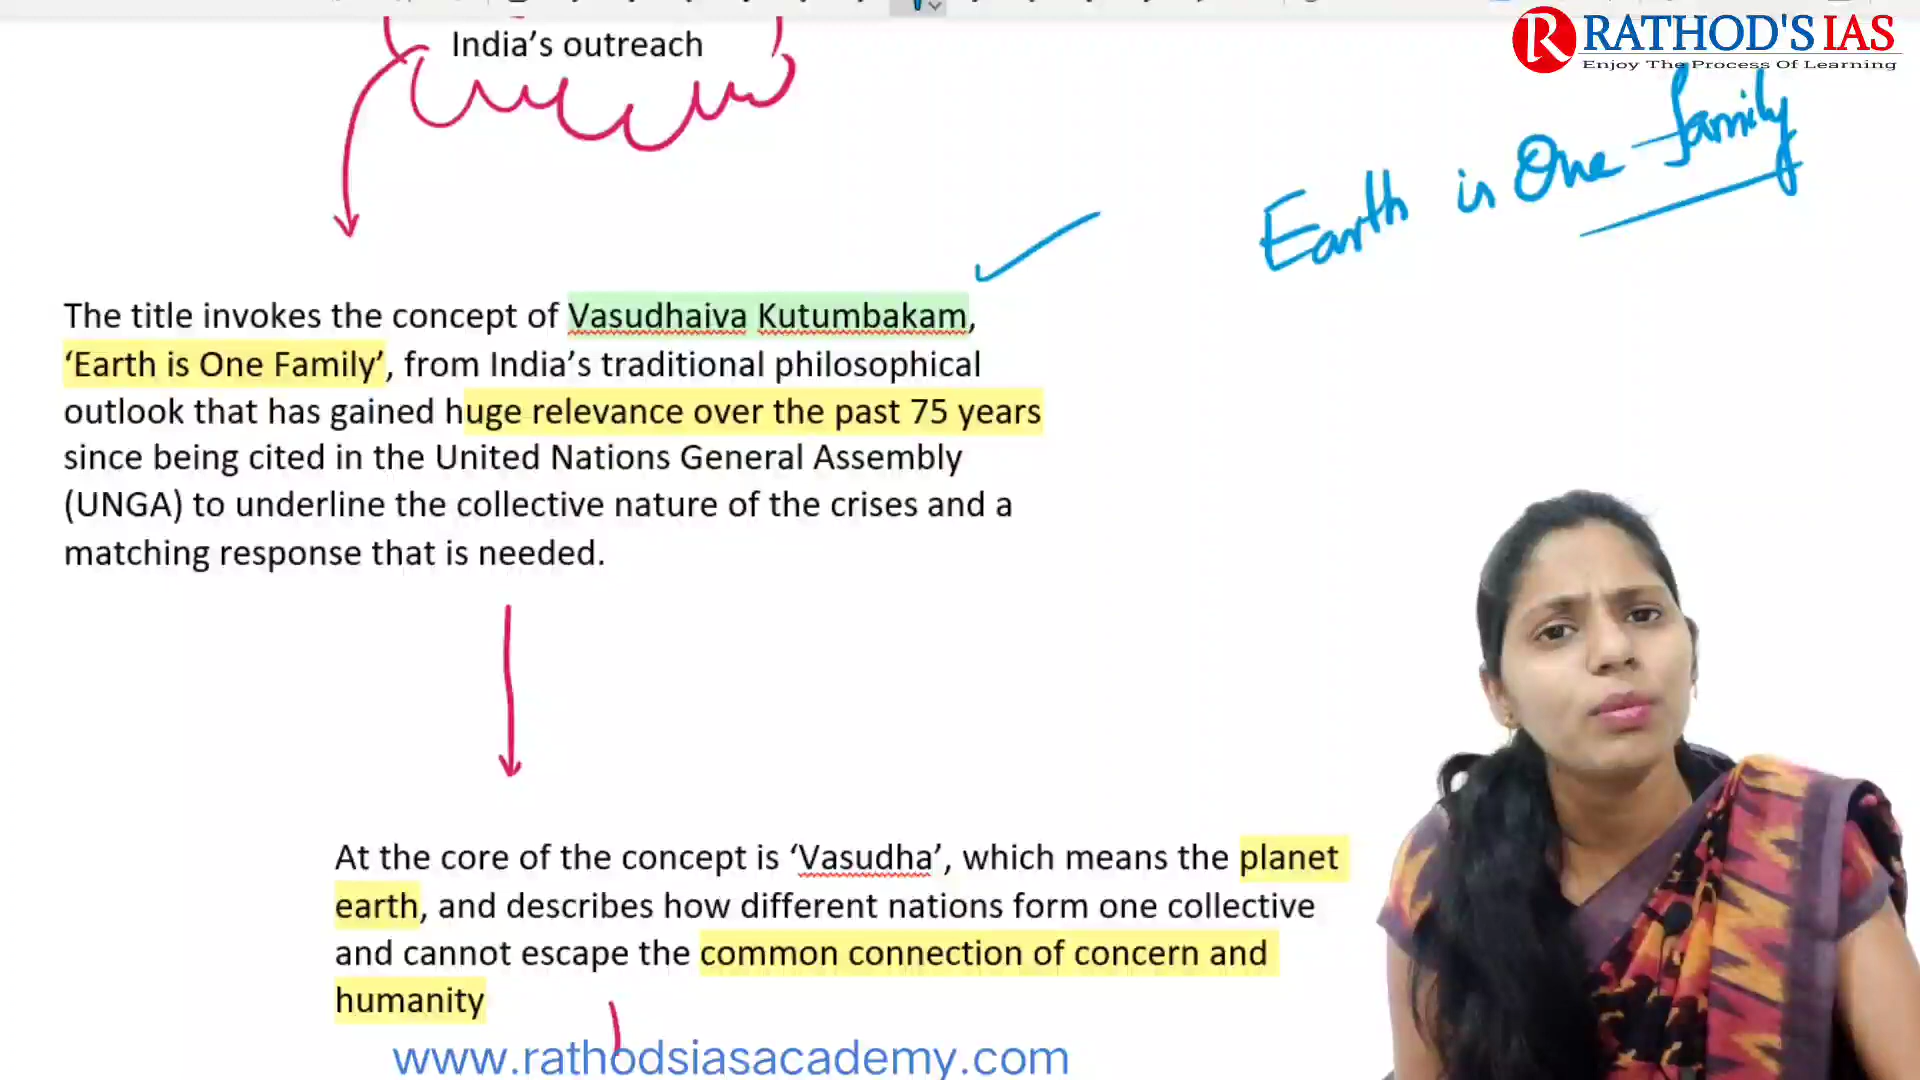 India’s outreach
RATHOD'S IAS
Enjoy The Process Of Learning
Earth is One family
The title invokes the concept of Vasudhaiva Kutumbakam,
‘Earth is One Family’, from India’s traditional philosophical
outlook that has gained huge relevance over the past 75 years
since being cited in the United Nations General Assembly
(UNGA) to underline the collective nature of the crises and a
matching response that is needed.
At the core of the concept is ‘Vasudha’, which means the planet
earth, and describes how different nations form one collective
and cannot escape the common connection of concern and
humanity
www.rathodsiasacademy.com